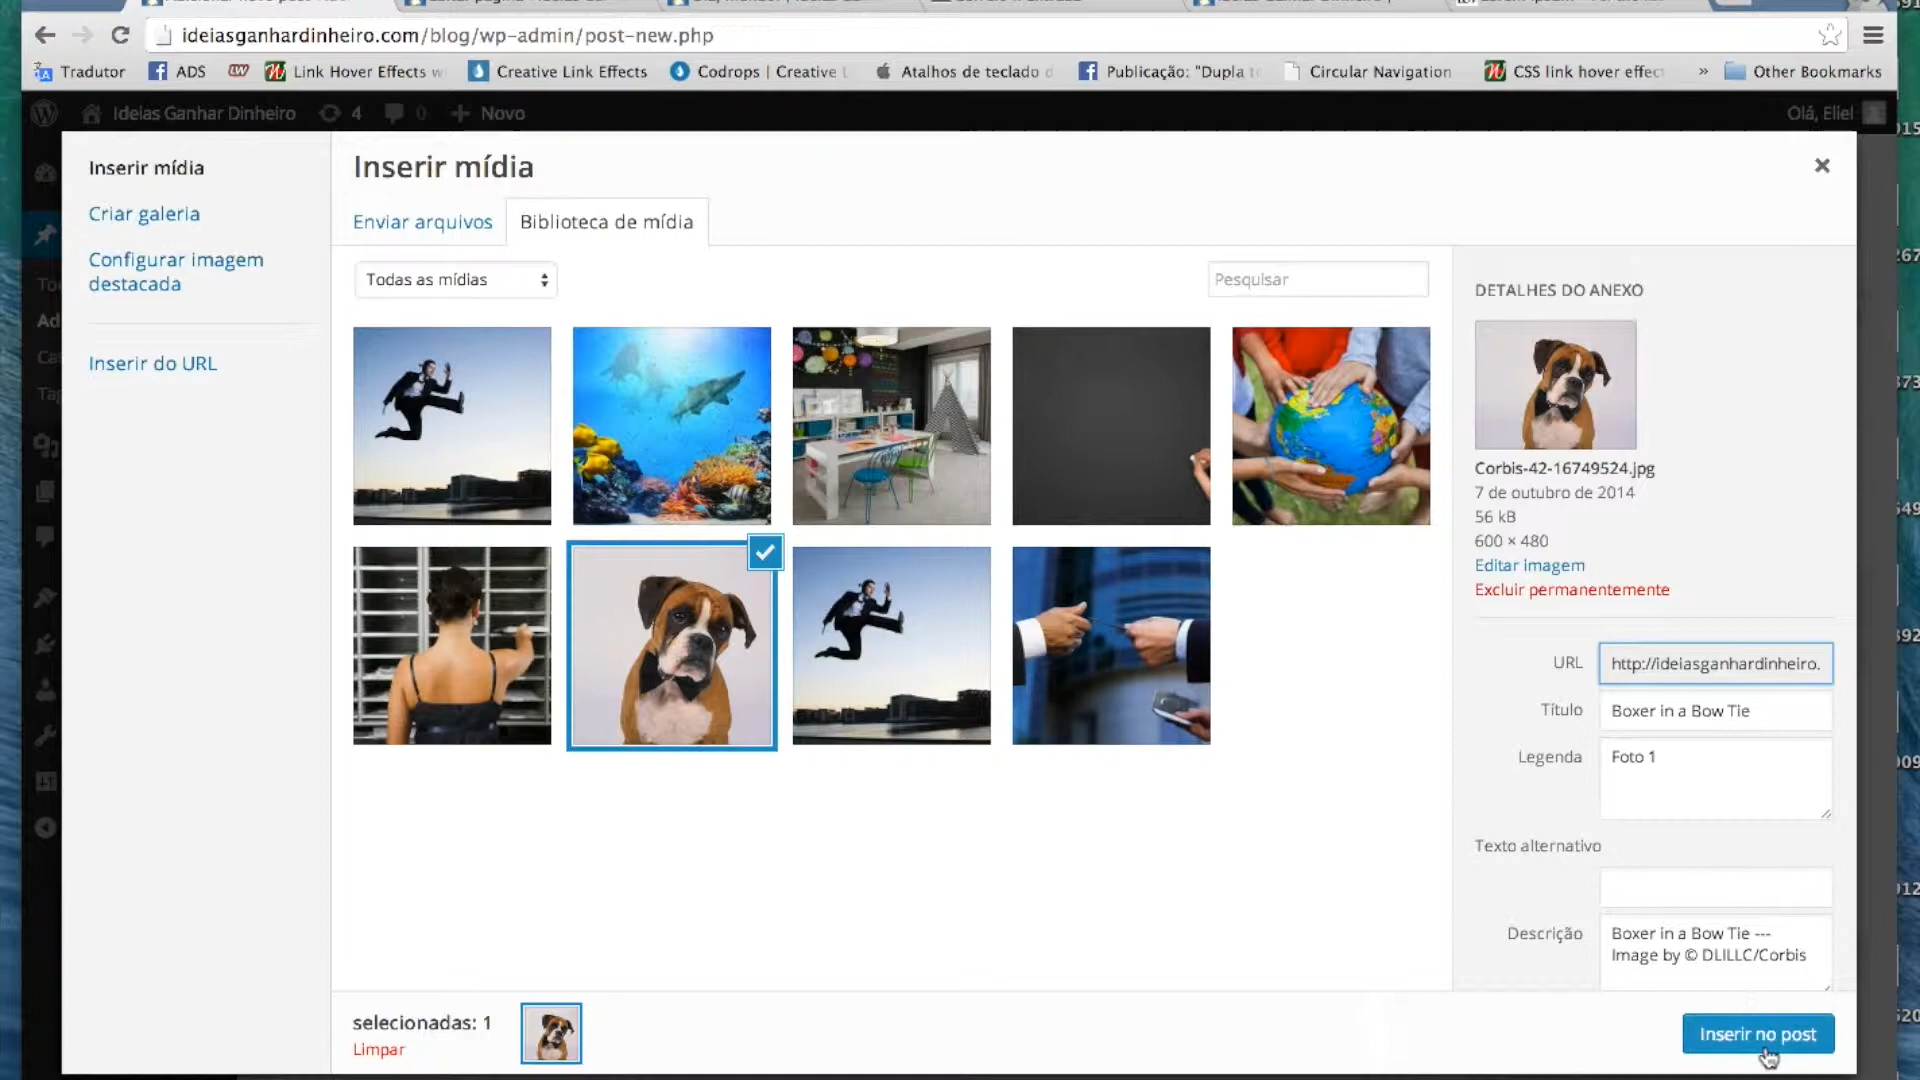 ideiasganhardinheiro.com/blog/wp-admin/post-new.php
Tradutor
ADS
Link Hover Effects w
Creative Link Effects
Codrops | Creative L
Atalhos de teclado d
Publicação: "Dupla t
Circular Navigation
CSS link hover effec
»
Other Bookmarks
Ideias Ganhar Dinheiro
4
0
Novo
Olá, Eliel
Inserir mídia
Criar galeria
Configurar imagem
destacada
Inserir do URL
Inserir mídia
Enviar arquivos
Biblioteca de mídia
Todas as mídias
Pesquisar
DETALHES DO ANEXO
Corbis-42-16749524.jpg
7 de outubro de 2014
56 kB
600 × 480
Editar imagem
Excluir permanentemente
URL
http://ideiasganhardinheiro.
Título
Boxer in a Bow Tie
Legenda
Foto 1
Texto alternativo
Descrição
Boxer in a Bow Tie ---
Image by © DLILLC/Corbis
selecionadas: 1
Limpar
Inserir no post